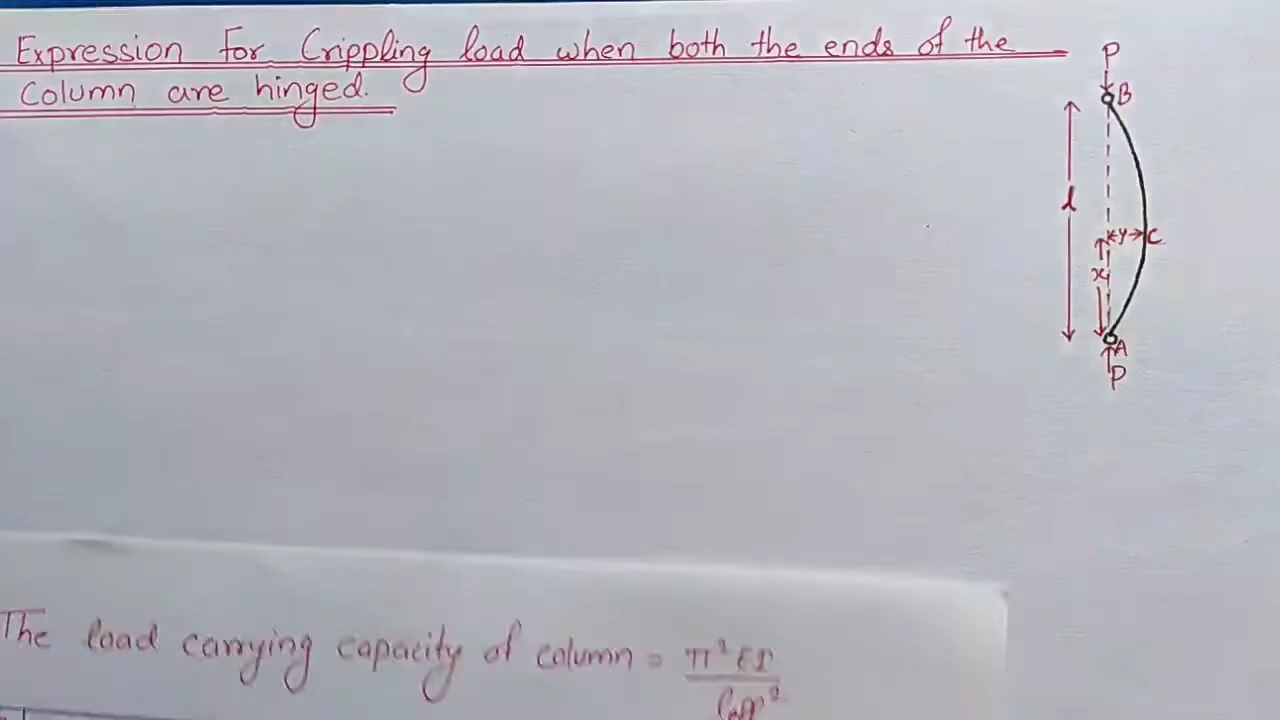 Expression for Crippling load when both the ends of the
Column are hinged.
P
B
l
y
C
x
A
P
The load carrying capacity of column = π²EI
leff²